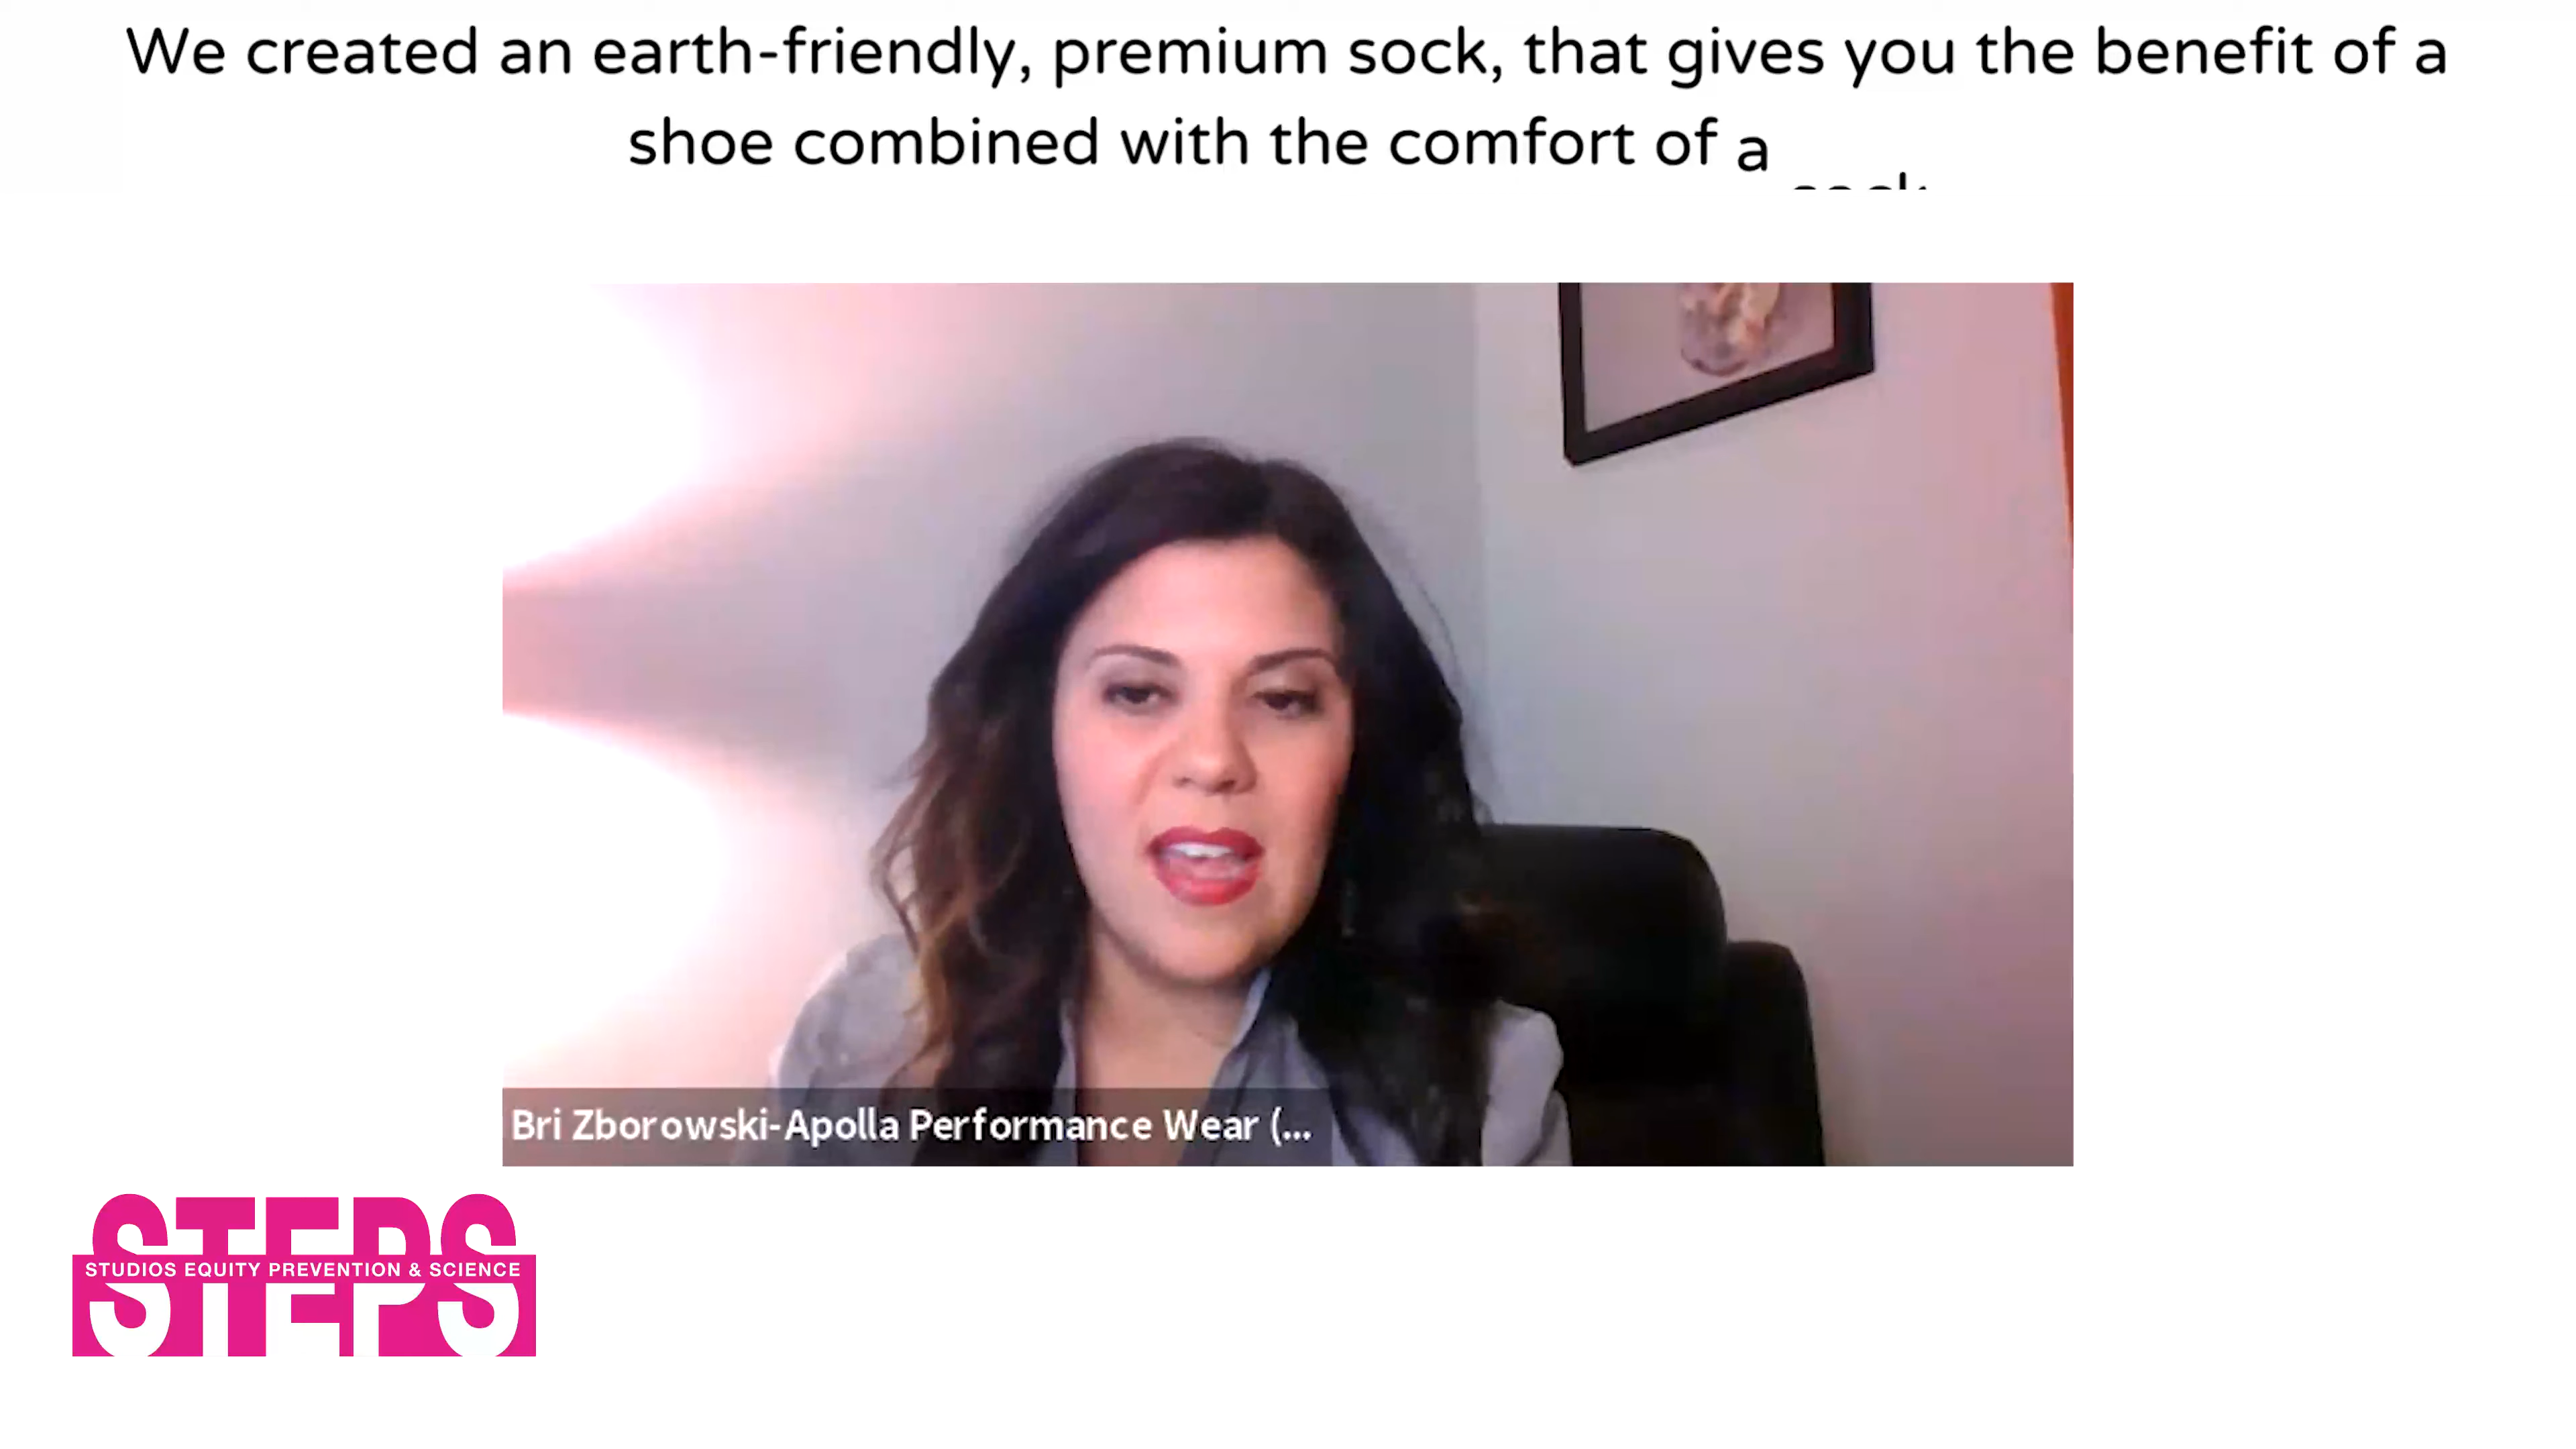 We created an earth-friendly, premium sock, that gives you the benefit of a
shoe combined with the comfort of a
Bri Zborowski-Apolla Performance Wear (...
STEPS
STUDIOS EQUITY PREVENTION & SCIENCE